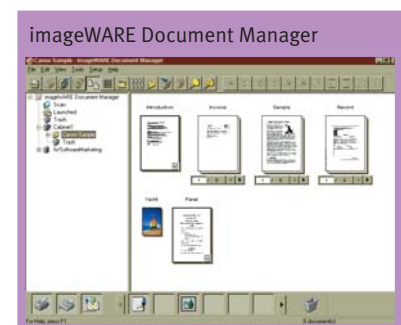 imageWARE Document Manager
Canon Sample - imageWARE Document Manager
File Edit View Tools Setup Help
imageWARE Document Manager
Scan
Launched
Trash
Cabinet1
Canon Sample
Trash
Introduction Invoice Sample Record
Yacht Panel
For Help, press F1